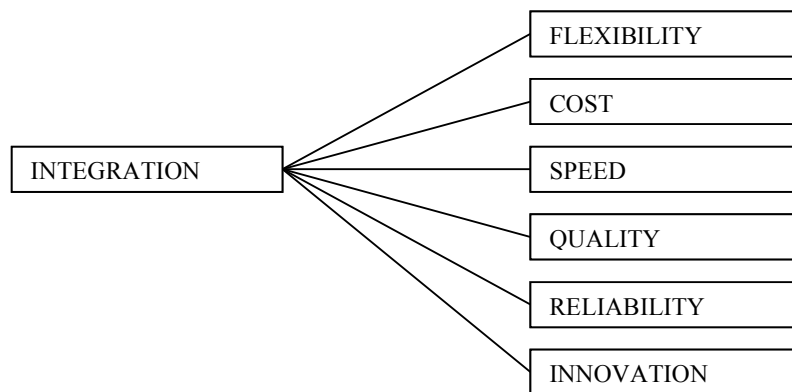 FLEXIBILITY
COST
INTEGRATION
SPEED
QUALITY
RELIABILITY
INNOVATION